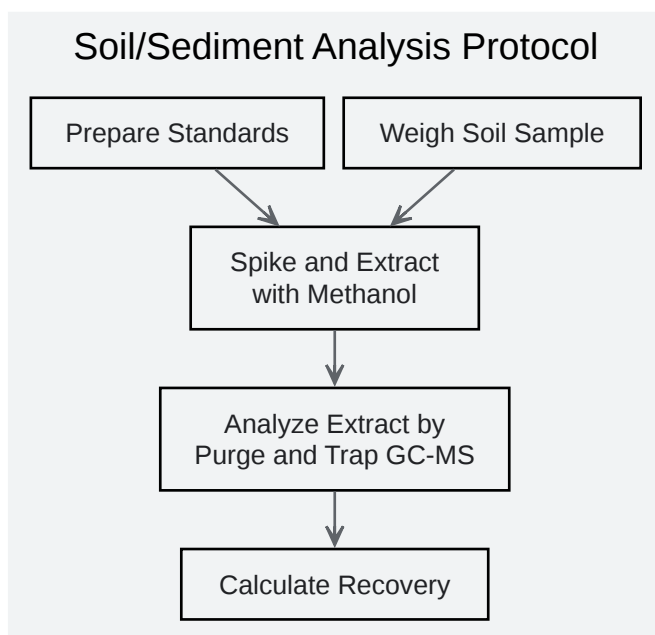 Soil/Sediment Analysis Protocol
Prepare Standards
Weigh Soil Sample
Spike and Extract
with Methanol
Analyze Extract by
Purge and Trap GC-MS
Calculate Recovery